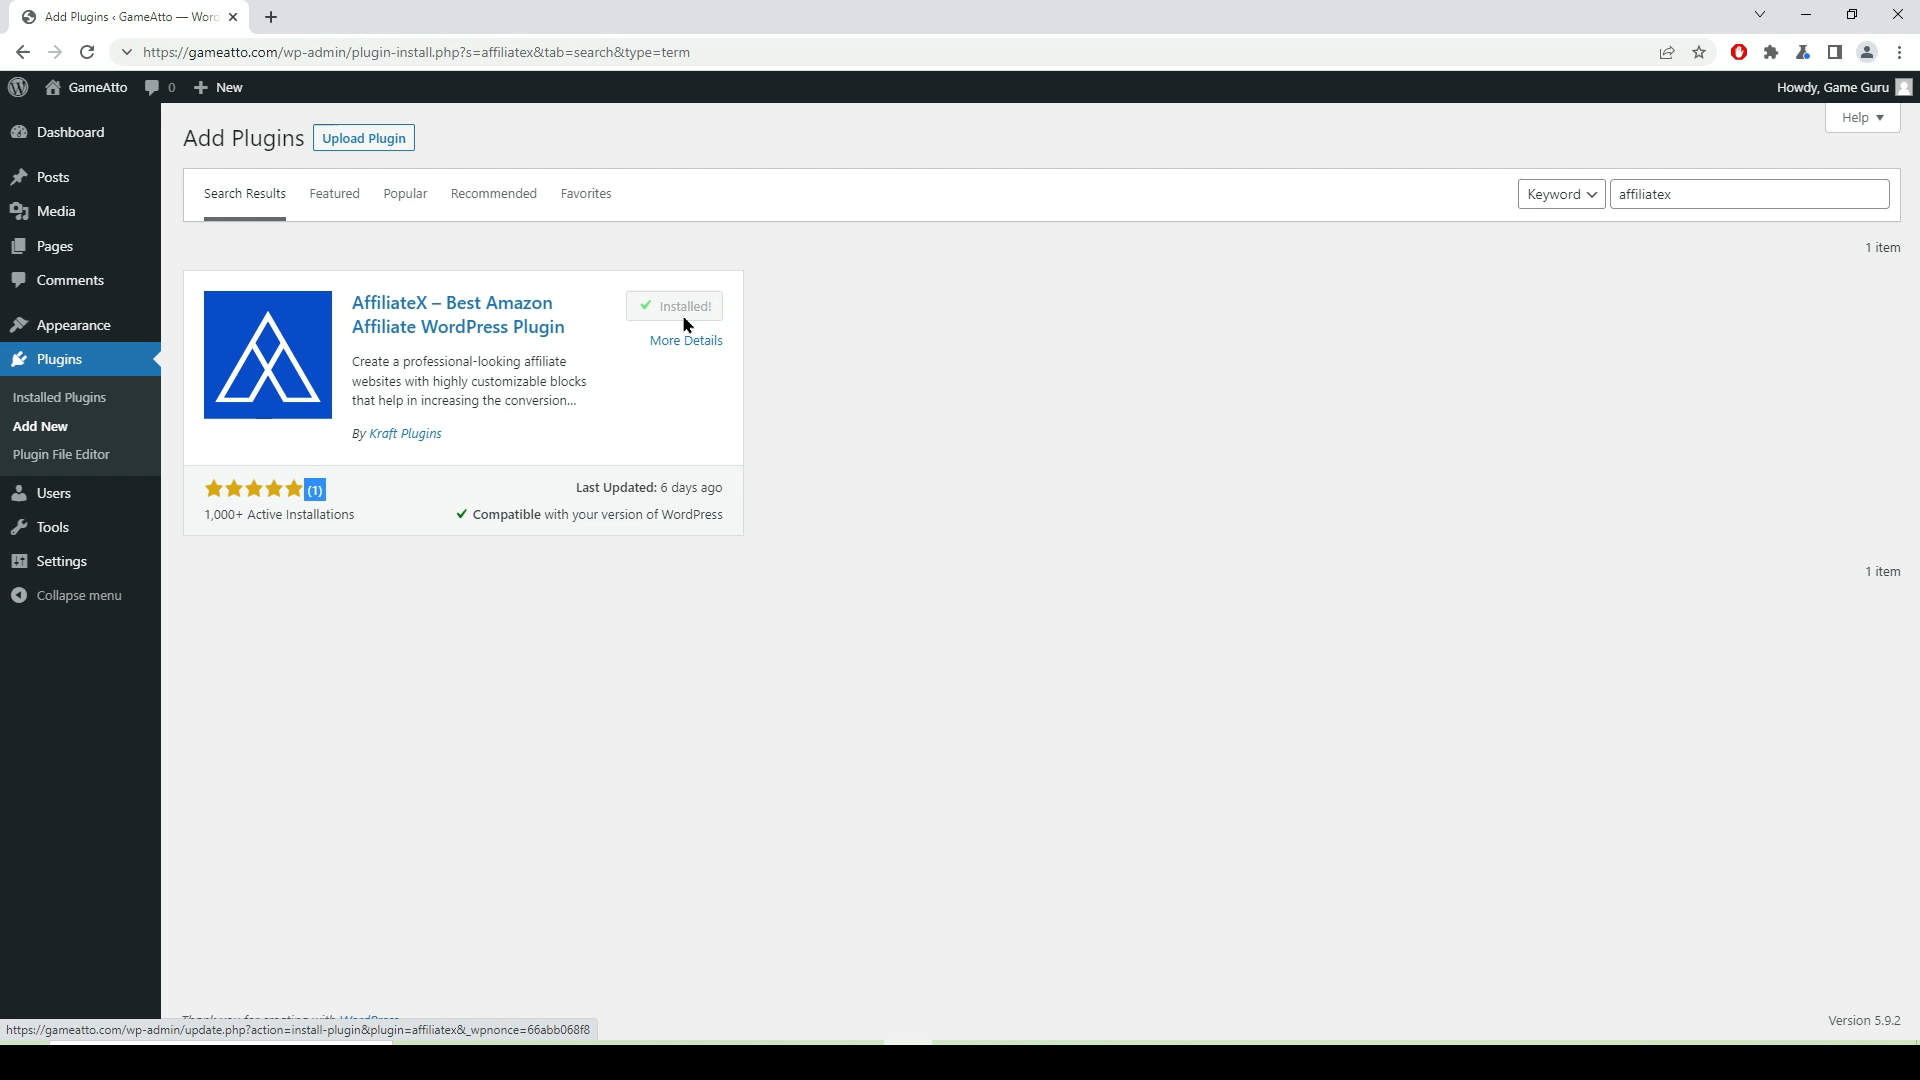 Add Plugins ‹ GameAtto — Word
https://gameatto.com/wp-admin/plugin-install.php?s=affiliatex&tab=search&type=term
GameAtto 0 New
Howdy, Game Guru
Dashboard
Posts
Media
Pages
Comments
Appearance
Plugins
Installed Plugins
Add New
Plugin File Editor
Users
Tools
Settings
Collapse menu
Help
Add Plugins Upload Plugin
Search Results Featured Popular Recommended Favorites
Keyword affiliatex
1 item
AffiliateX – Best Amazon
Affiliate WordPress Plugin
Installed!
More Details
Create a professional-looking affiliate
websites with highly customizable blocks
that help in increasing the conversion...
By Kraft Plugins
(1)
Last Updated: 6 days ago
1,000+ Active Installations
Compatible with your version of WordPress
1 item
Thank you for creating with WordPress
Version 5.9.2
https://gameatto.com/wp-admin/update.php?action=install-plugin&plugin=affiliatex&_wpnonce=66abb068f8